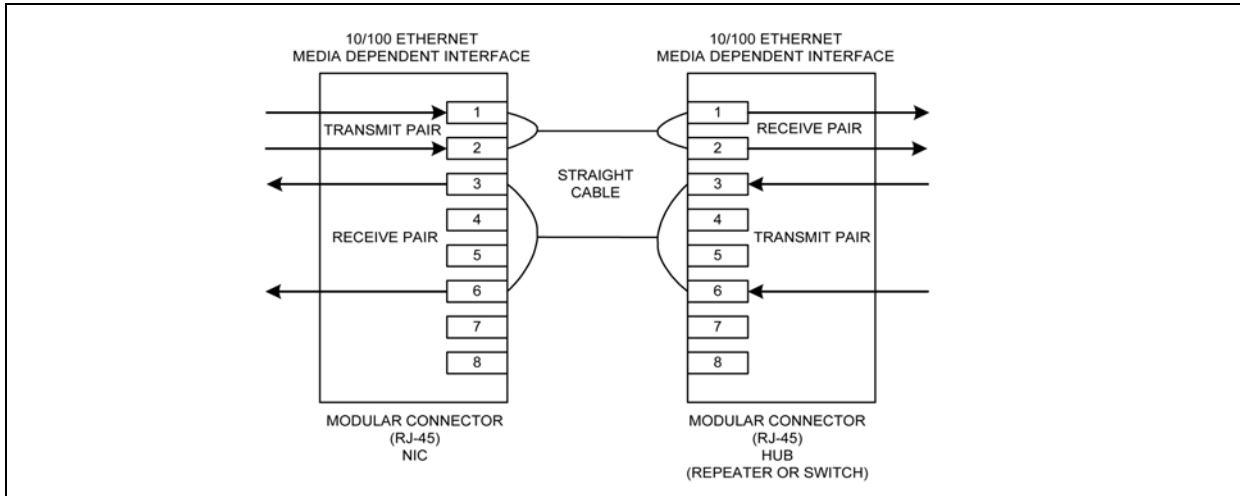 10/100 ETHERNET
MEDIA DEPENDENT INTERFACE
10/100 ETHERNET
MEDIA DEPENDENT INTERFACE
1
TRANSMIT PAIR
2
3
4
RECEIVE PAIR
5
6
7
8
STRAIGHT
CABLE
1
RECEIVE PAIR
2
3
4
TRANSMIT PAIR
5
6
7
8
MODULAR CONNECTOR
(RJ-45)
NIC
MODULAR CONNECTOR
(RJ-45)
HUB
(REPEATER OR SWITCH)